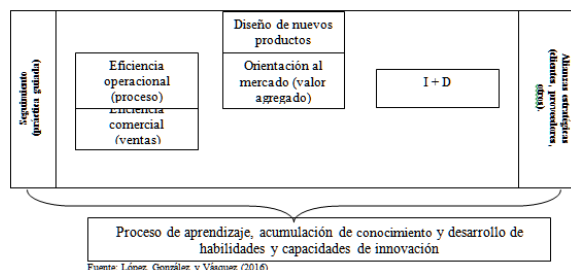 Seguimiento
(práctica guiada)
Diseño de nuevos
productos
Eficiencia
operacional
(proceso)
Orientación al
mercado (valor
agregado)
I + D
Eficiencia
comercial
(ventas)
Alianzas estratégicas
(clientes, proveedores,
otros).
Proceso de aprendizaje, acumulación de conocimiento y desarrollo de
habilidades y capacidades de innovación
Fuente: López, González, y Vásquez (2016)